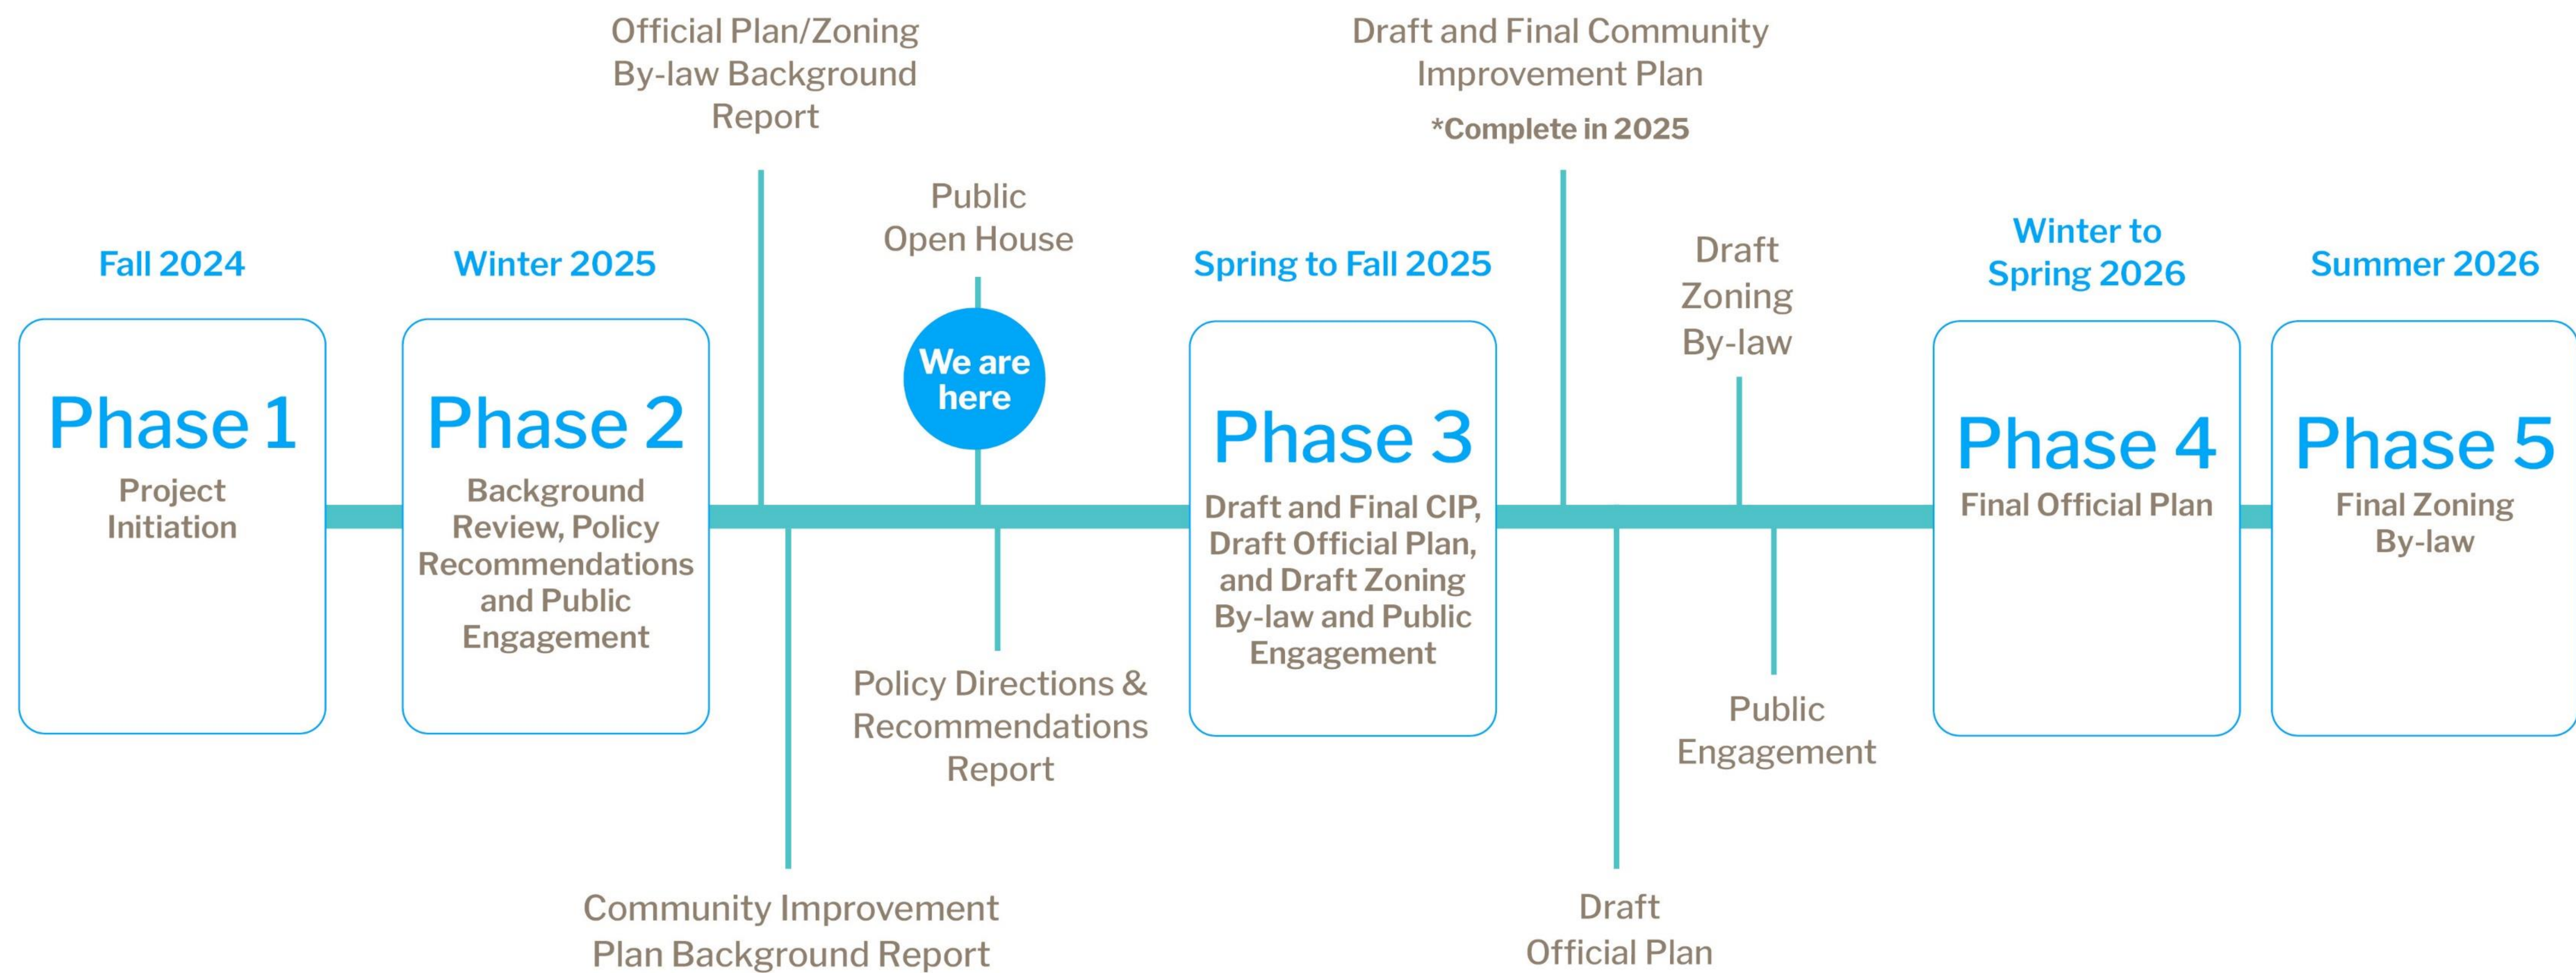 Official Plan/Zoning
By-law Background
Report
Draft and Final Community
Improvement Plan
*Complete in 2025
Public
Open House
Fall 2024
Winter 2025
Spring to Fall 2025
Draft
Zoning
By-law
Winter to
Spring 2026
Summer 2026
We are
here
Phase 1
Project
Initiation
Phase 2
Background
Review, Policy
Recommendations
and Public
Engagement
Phase 3
Draft and Final CIP,
Draft Official Plan,
and Draft Zoning
By-law and Public
Engagement
Phase 4
Final Official Plan
Phase 5
Final Zoning
By-law
Policy Directions &
Recommendations
Report
Public
Engagement
Community Improvement
Plan Background Report
Draft
Official Plan